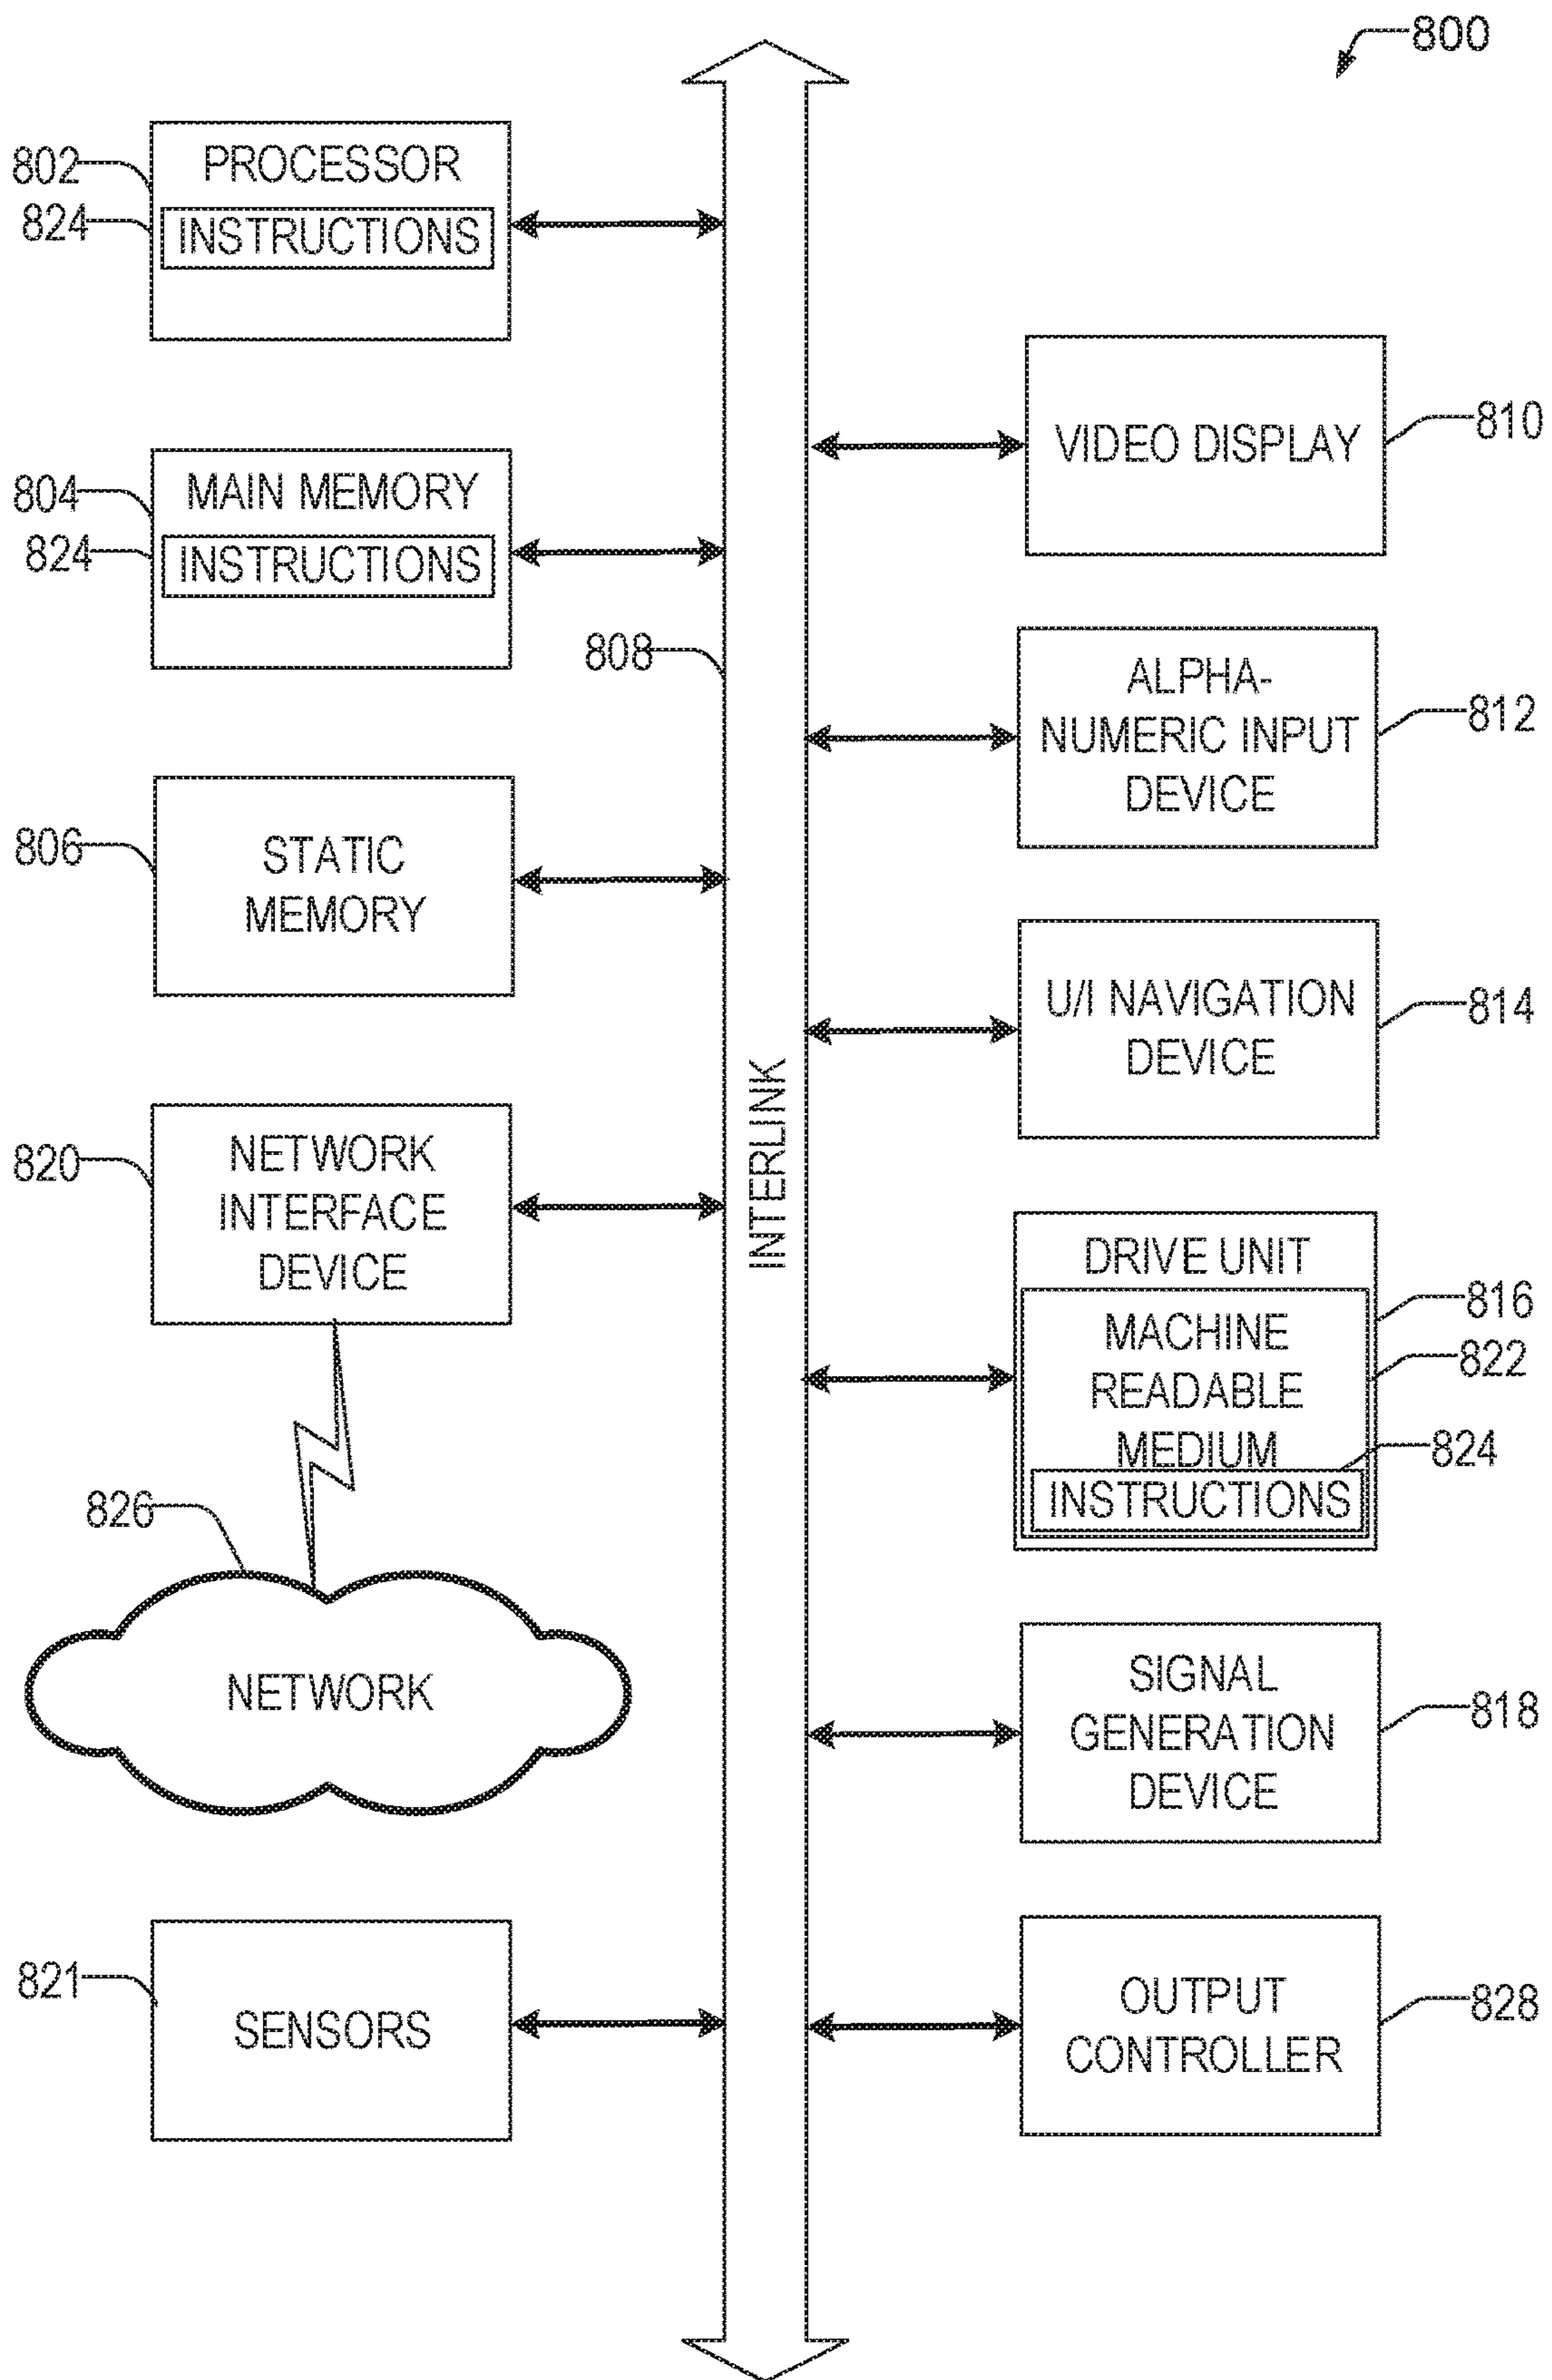 800
802
PROCESSOR
824
INSTRUCTIONS
804
MAIN MEMORY
824
INSTRUCTIONS
808
806
STATIC
MEMORY
820
NETWORK
INTERFACE
DEVICE
826
NETWORK
821
SENSORS
INTERLINK
VIDEO DISPLAY
810
ALPHA-
NUMERIC INPUT
DEVICE
812
U/I NAVIGATION
DEVICE
814
DRIVE UNIT
816
MACHINE
READABLE
MEDIUM
822
824
INSTRUCTIONS
SIGNAL
GENERATION
DEVICE
818
OUTPUT
CONTROLLER
828